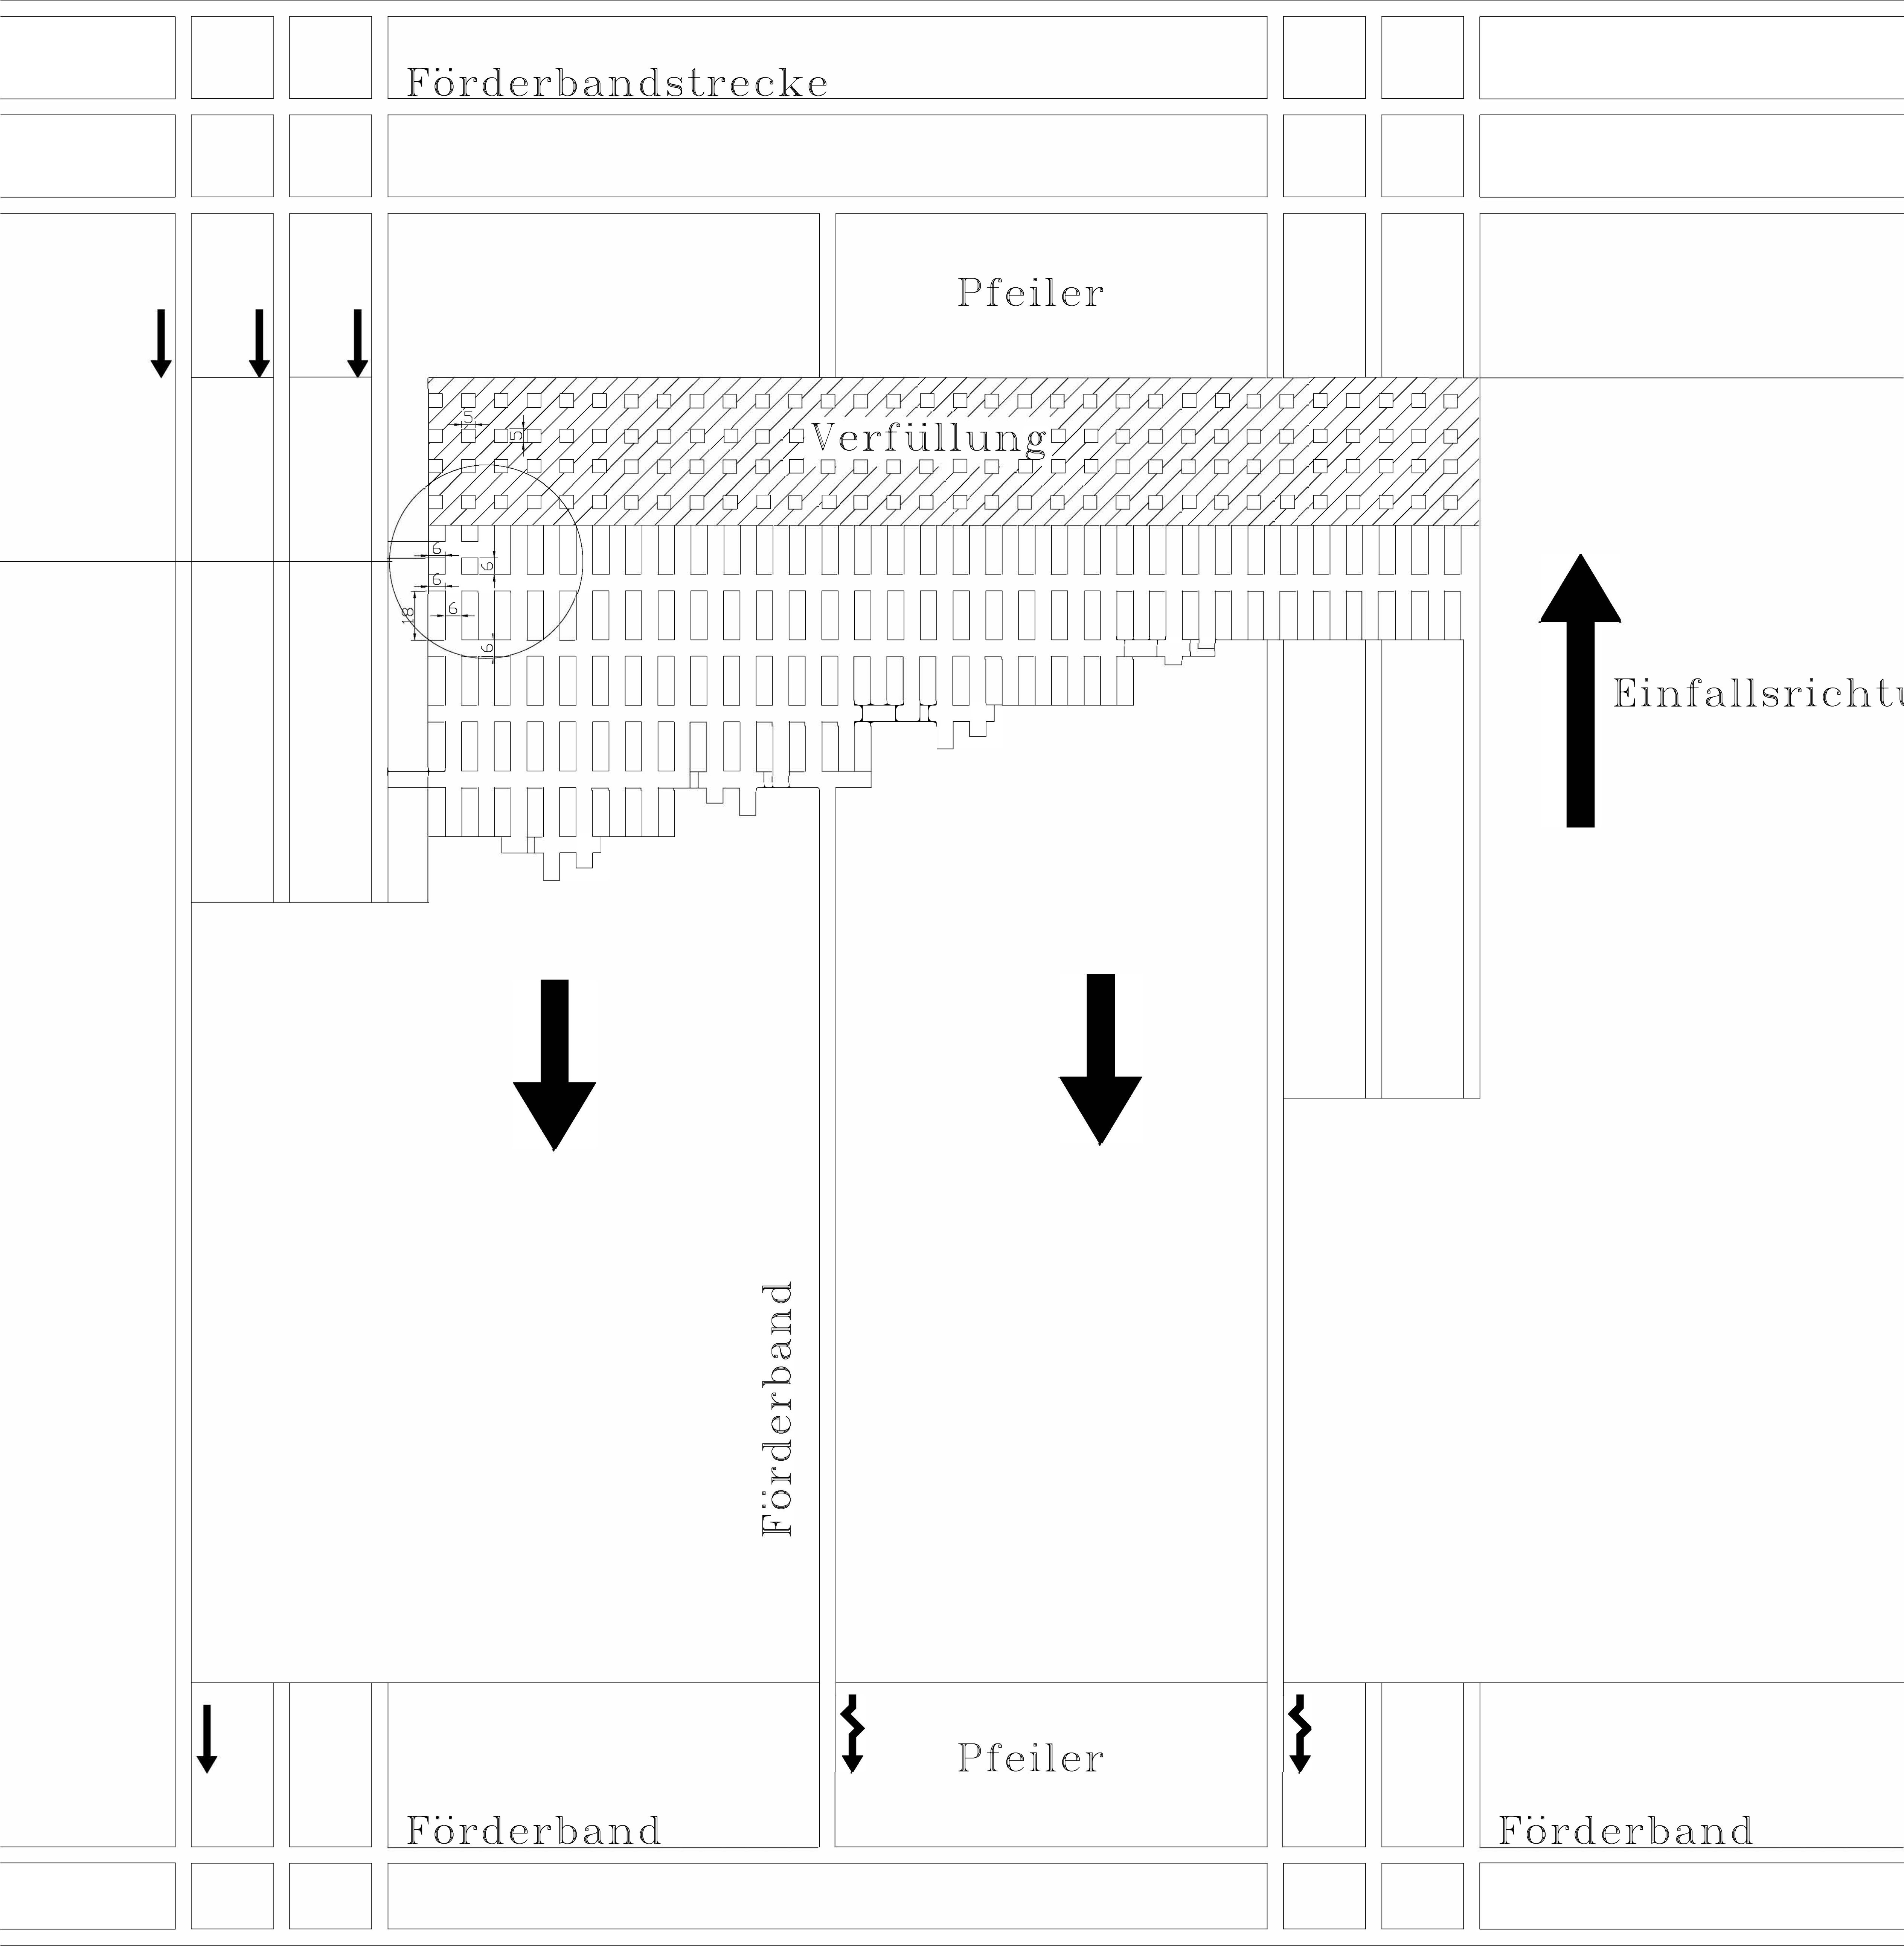 Förderbandstrecke
Pfeiler
5
5
Verfüllung
6
6
6
18
6
6
Einfallsrichtu
Förderband
Pfeiler
Förderband
Förderband